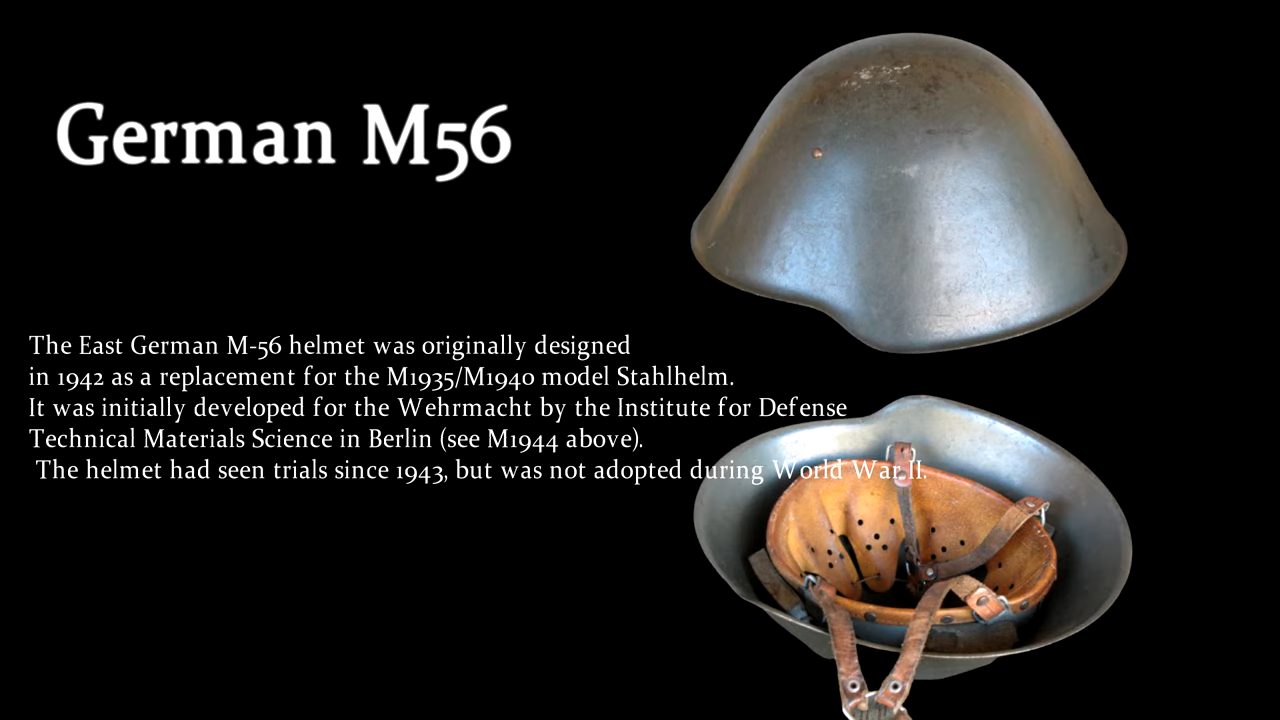 German M56
The East German M-56 helmet was originally designed
in 1942 as a replacement for the M1935/M1940 model Stahlhelm.
It was initially developed for the Wehrmacht by the Institute for Defense
Technical Materials Science in Berlin (see M1944 above).
The helmet had seen trials since 1943, but was not adopted during World War II.